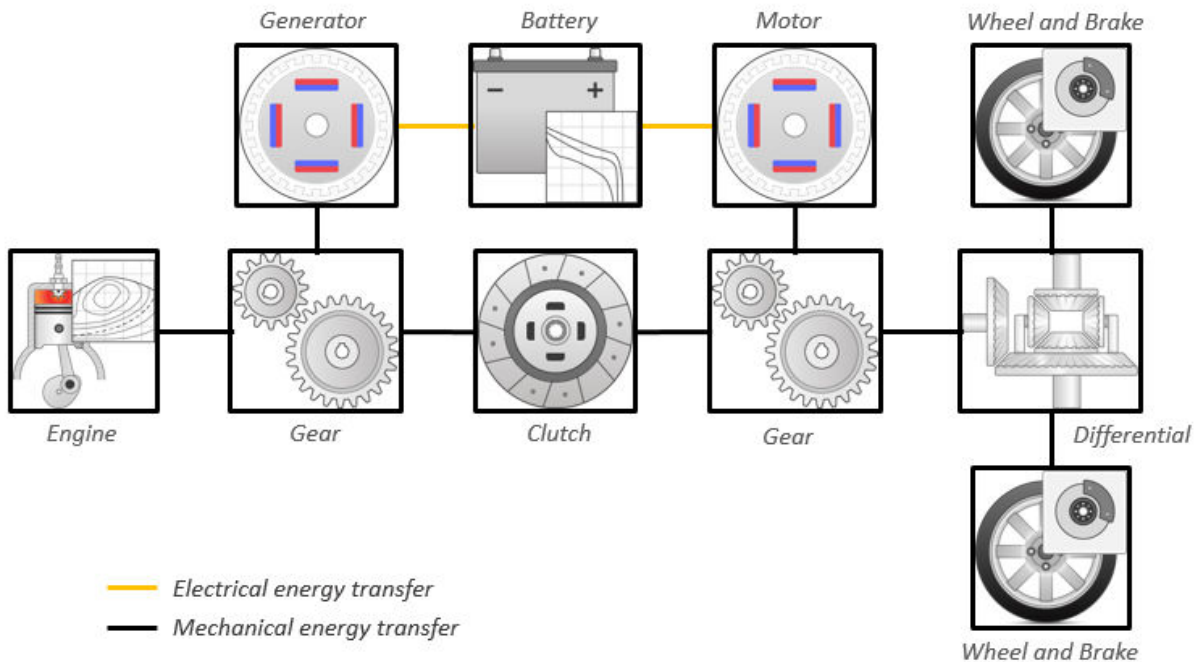 Generator
Battery
Motor
Wheel and Brake
− +
Engine
Gear
Clutch
Gear
Differential
Electrical energy transfer
Mechanical energy transfer
Wheel and Brake